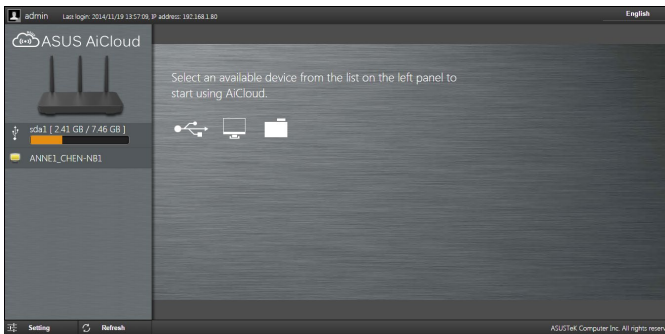 admin Last login: 2014/11/19 13:57:09, IP address: 192.168.1.80
English
ASUS AiCloud
Select an available device from the list on the left panel to
start using AiCloud.
sda1 [ 2.41 GB / 7.46 GB ]
ANNE1_CHEN-NB1
Setting Refresh
ASUSTeK Computer Inc. All rights reser